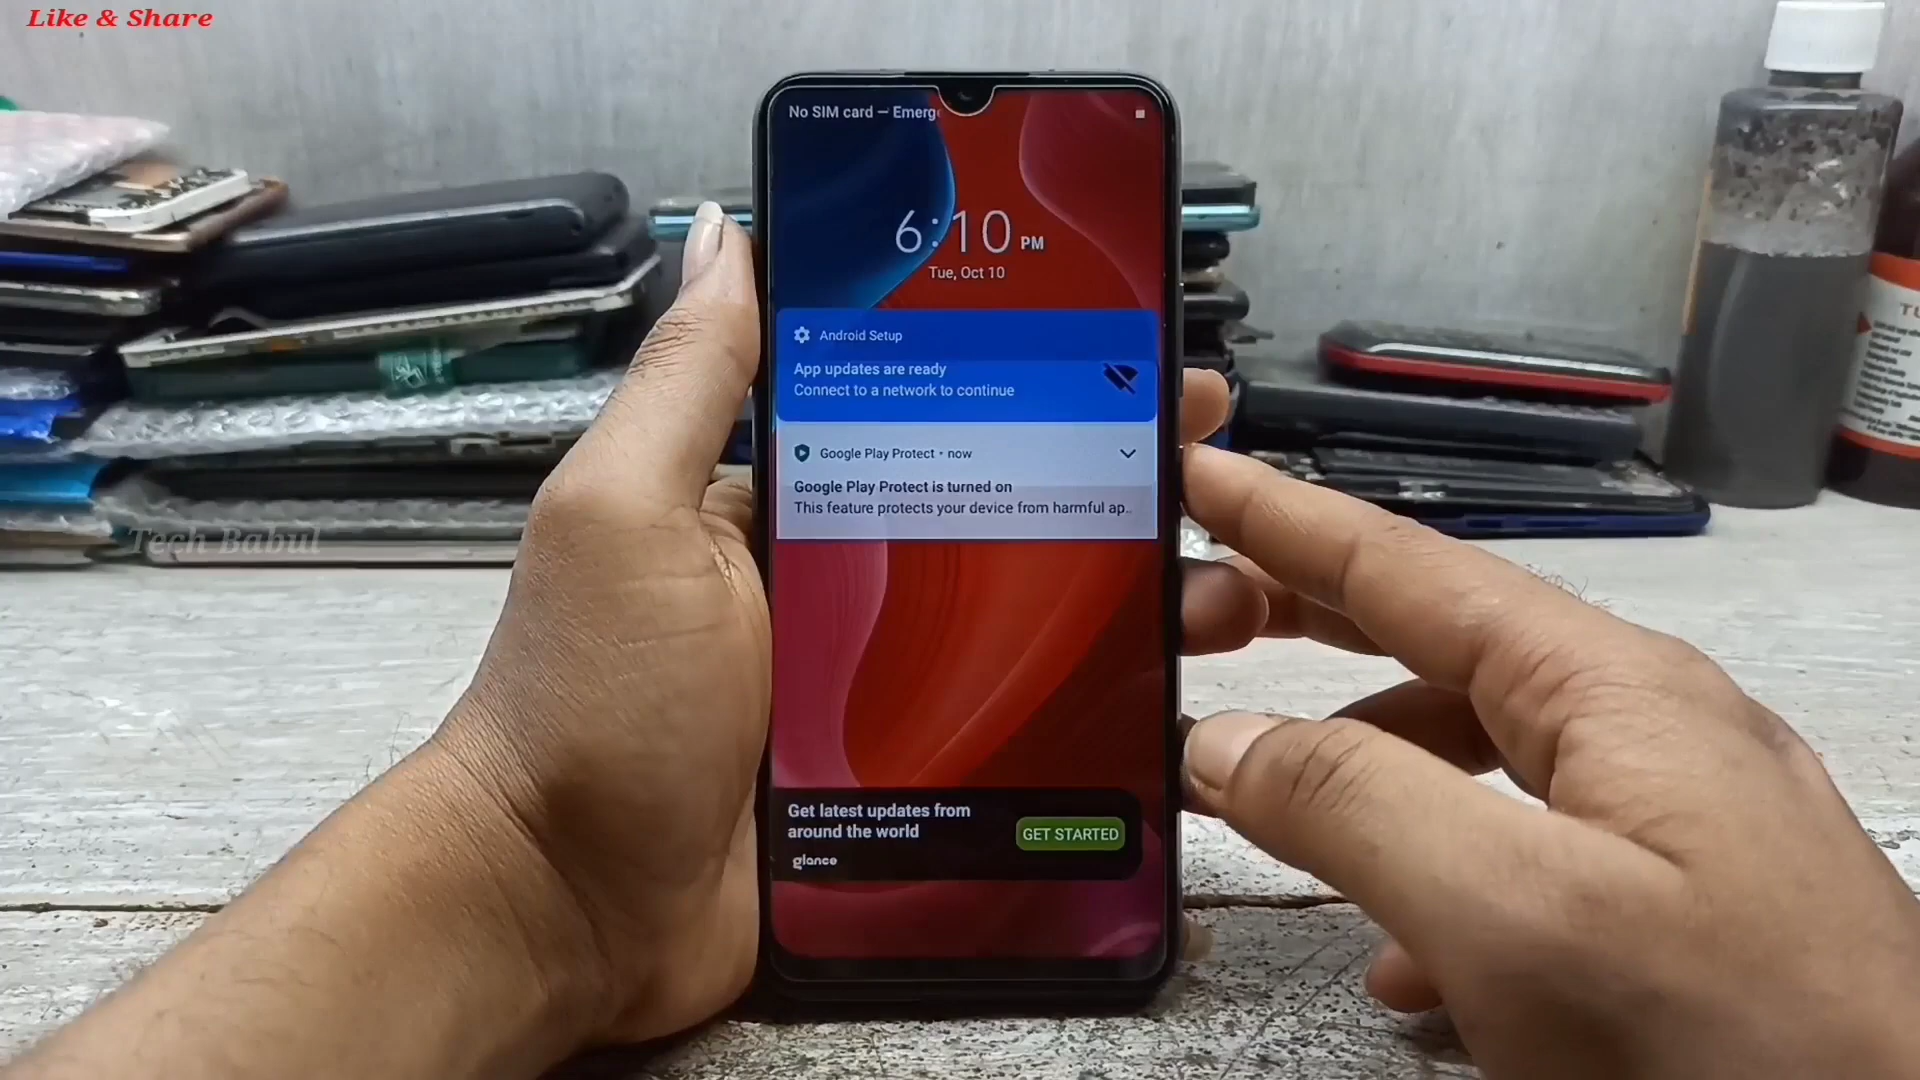 Like & Share
No SIM card — Emerg
6:10 PM
Tue, Oct 10
Android Setup
App updates are ready
Connect to a network to continue
Google Play Protect • now
Google Play Protect is turned on
This feature protects your device from harmful ap..
Tech Babul
Get latest updates from
around the world
GET STARTED
glance